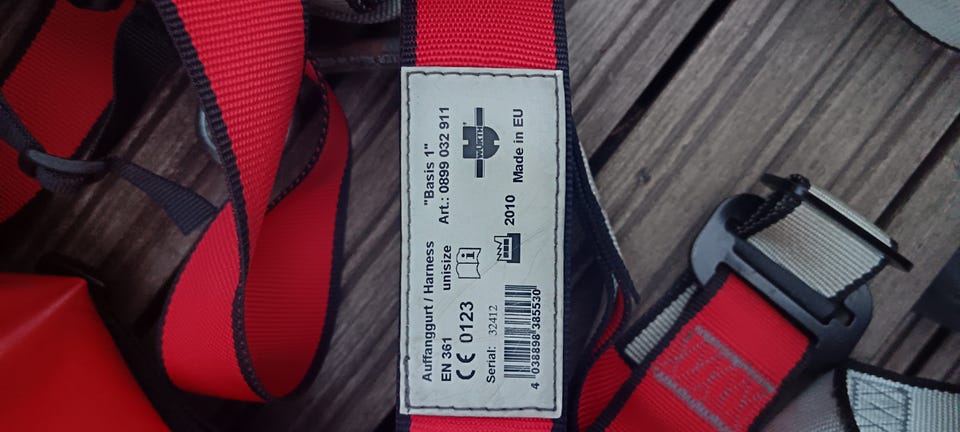 Auffanggurt / Harness "Basis 1"
EN 361 unisize Art.: 0899 032 911
CE 0123 i WÜRTH
Serial: 32412 2010 Made in EU
4 038898 385530